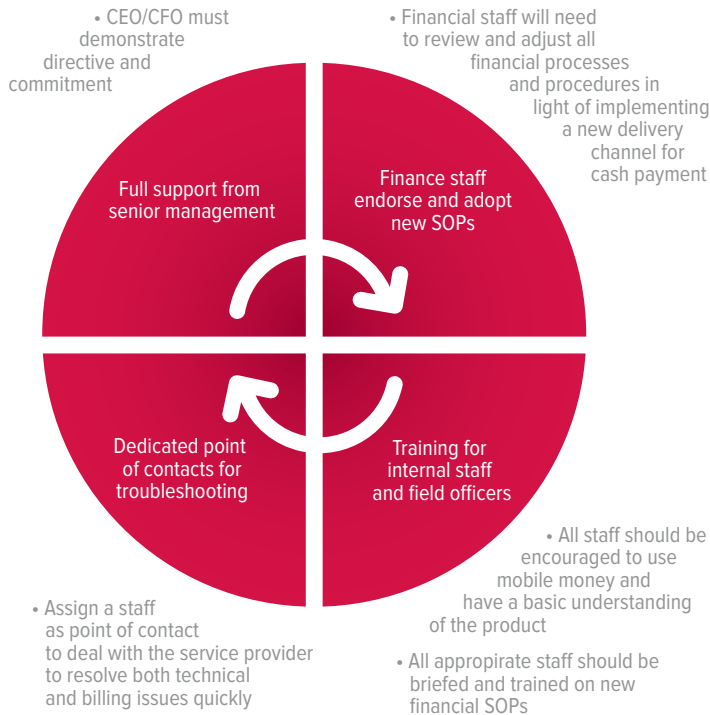 • CEO/CFO must
demonstrate
directive and
commitment
• Financial staff will need
to review and adjust all
financial processes
and procedures in
light of implementing
a new delivery
channel for
cash payment
Full support from
senior management
Finance staff
endorse and adopt
new SOPs
Dedicated point
of contacts for
troubleshooting
Training for
internal staff
and field officers
• Assign a staff
as point of contact
to deal with the service provider
to resolve both technical
and billing issues quickly
• All staff should be
encouraged to use
mobile money and
have a basic understanding
of the product
• All appropirate staff should be
briefed and trained on new
financial SOPs